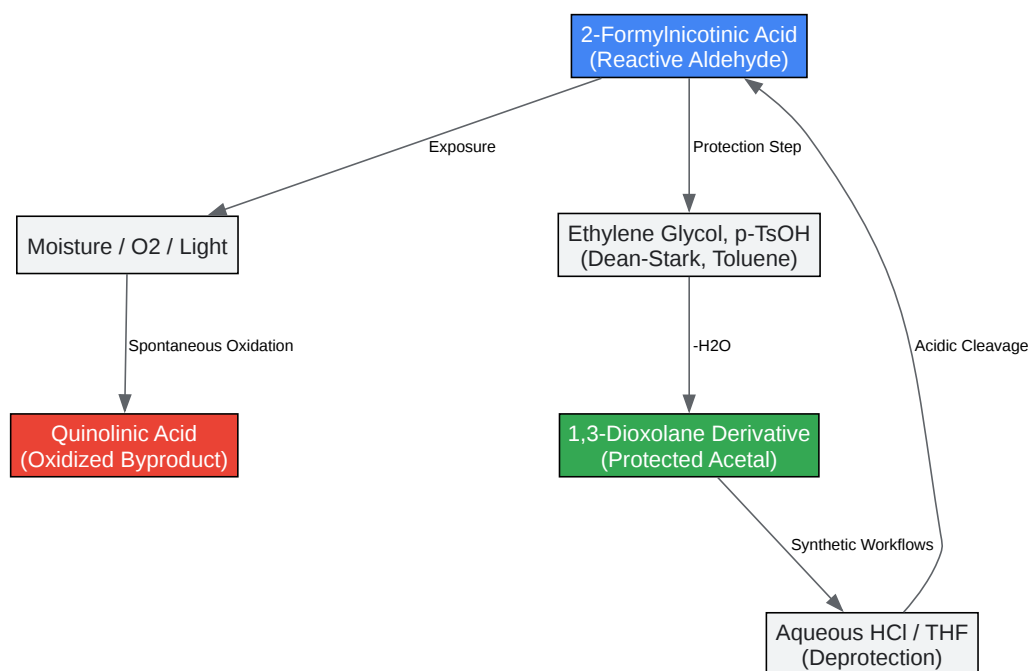 2-Formylnicotinic Acid
(Reactive Aldehyde)
Exposure
Protection Step
Moisture / O2 / Light
Ethylene Glycol, p-TsOH
(Dean-Stark, Toluene)
Spontaneous Oxidation
-H2O
Acidic Cleavage
Quinolinic Acid
(Oxidized Byproduct)
1,3-Dioxolane Derivative
(Protected Acetal)
Synthetic Workflows
Aqueous HCl / THF
(Deprotection)